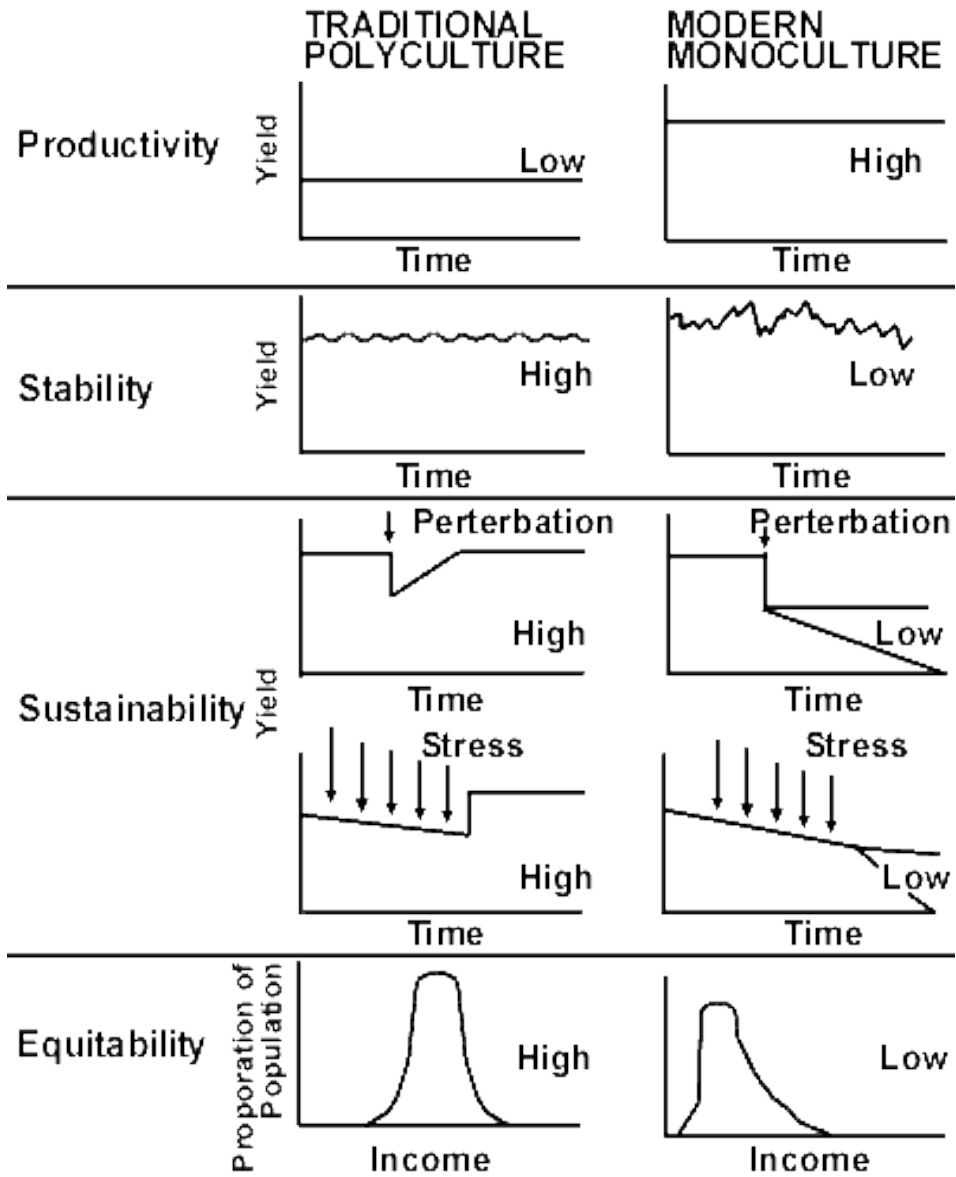 TRADITIONAL
POLYCULTURE
MODERN
MONOCULTURE
Productivity
Yield
Low
Time
High
Time
Stability
Yield
High
Time
Low
Time
Sustainability
Yield
Perterbation
High
Time
Perterbation
Low
Time
Stress
High
Time
Stress
Low
Time
Equitability
Proporation of
Population
High
Income
Low
Income